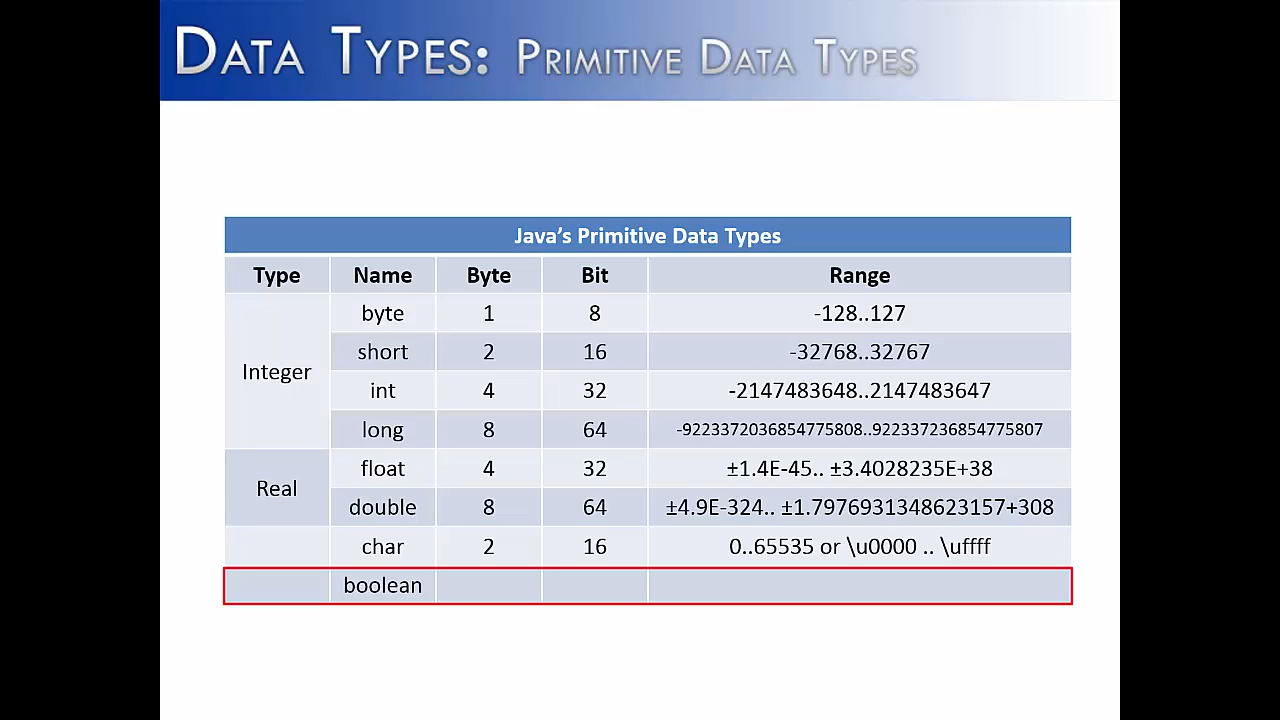 DATA TYPES: PRIMITIVE DATA TYPES
Java's Primitive Data Types
Type Name Byte Bit Range
Integer byte 1 8 -128..127
short 2 16 -32768..32767
int 4 32 -2147483648..2147483647
long 8 64 -9223372036854775808..922337236854775807
Real float 4 32 ±1.4E-45.. ±3.4028235E+38
double 8 64 ±4.9E-324.. ±1.7976931348623157+308
char 2 16 0..65535 or \u0000 .. \uffff
boolean